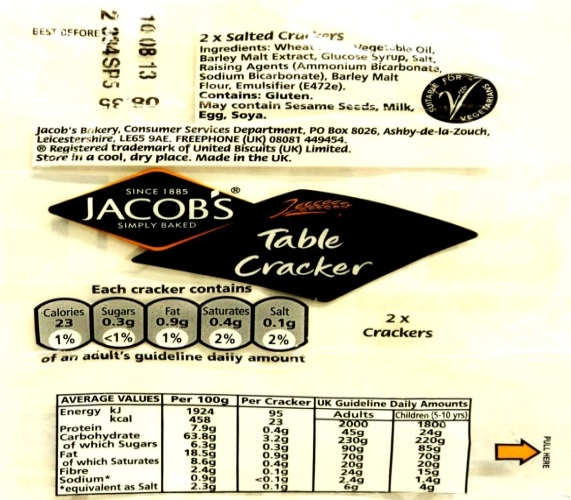 BEST BEFORE
10 08 13
2 334SP5
08 35
2 x Salted Crackers
Ingredients: Wheat Vegetable Oil,
Barley Malt Extract, Glucose Syrup, Salt,
Raising Agents (Ammonium Bicarbonate,
Sodium Bicarbonate), Barley Malt
Flour, Emulsifier (E472e).
Contains: Gluten.
May contain Sesame Seeds, Milk,
Egg, Soya.
SUITABLE FOR VEGETARIANS
Jacob's Bakery, Consumer Services Department, PO Box 8026, Ashby-de-la-Zouch,
Leicestershire, LE65 9AE. FREEPHONE (UK) 08081 449454.
® Registered trademark of United Biscuits (UK) Limited.
Store in a cool, dry place. Made in the UK.
SINCE 1885
JACOB'S ®
SIMPLY BAKED
Table
Cracker
Each cracker contains
Calories Sugars Fat Saturates Salt
23 0.3g 0.9g 0.4g 0.1g
1% <1% 1% 2% 2%
of an adult's guideline daily amount
2 x
Crackers
AVERAGE VALUES Per 100g Per Cracker UK Guideline Daily Amounts
Adults Children (5-10 yrs)
Energy kJ 1924 95
kcal 458 23 2000 1800
Protein 7.9g 0.4g 45g 24g
Carbohydrate 63.8g 3.2g 230g 220g
of which Sugars 6.3g 0.3g 90g 85g
Fat 18.5g 0.9g 70g 70g
of which Saturates 8.6g 0.4g 20g 20g
Fibre 2.4g 0.1g 24g 15g
Sodium* 0.9g <0.1g 2.4g 1.4g
*equivalent as Salt 2.3g 0.1g 6g 4g
PULL HERE